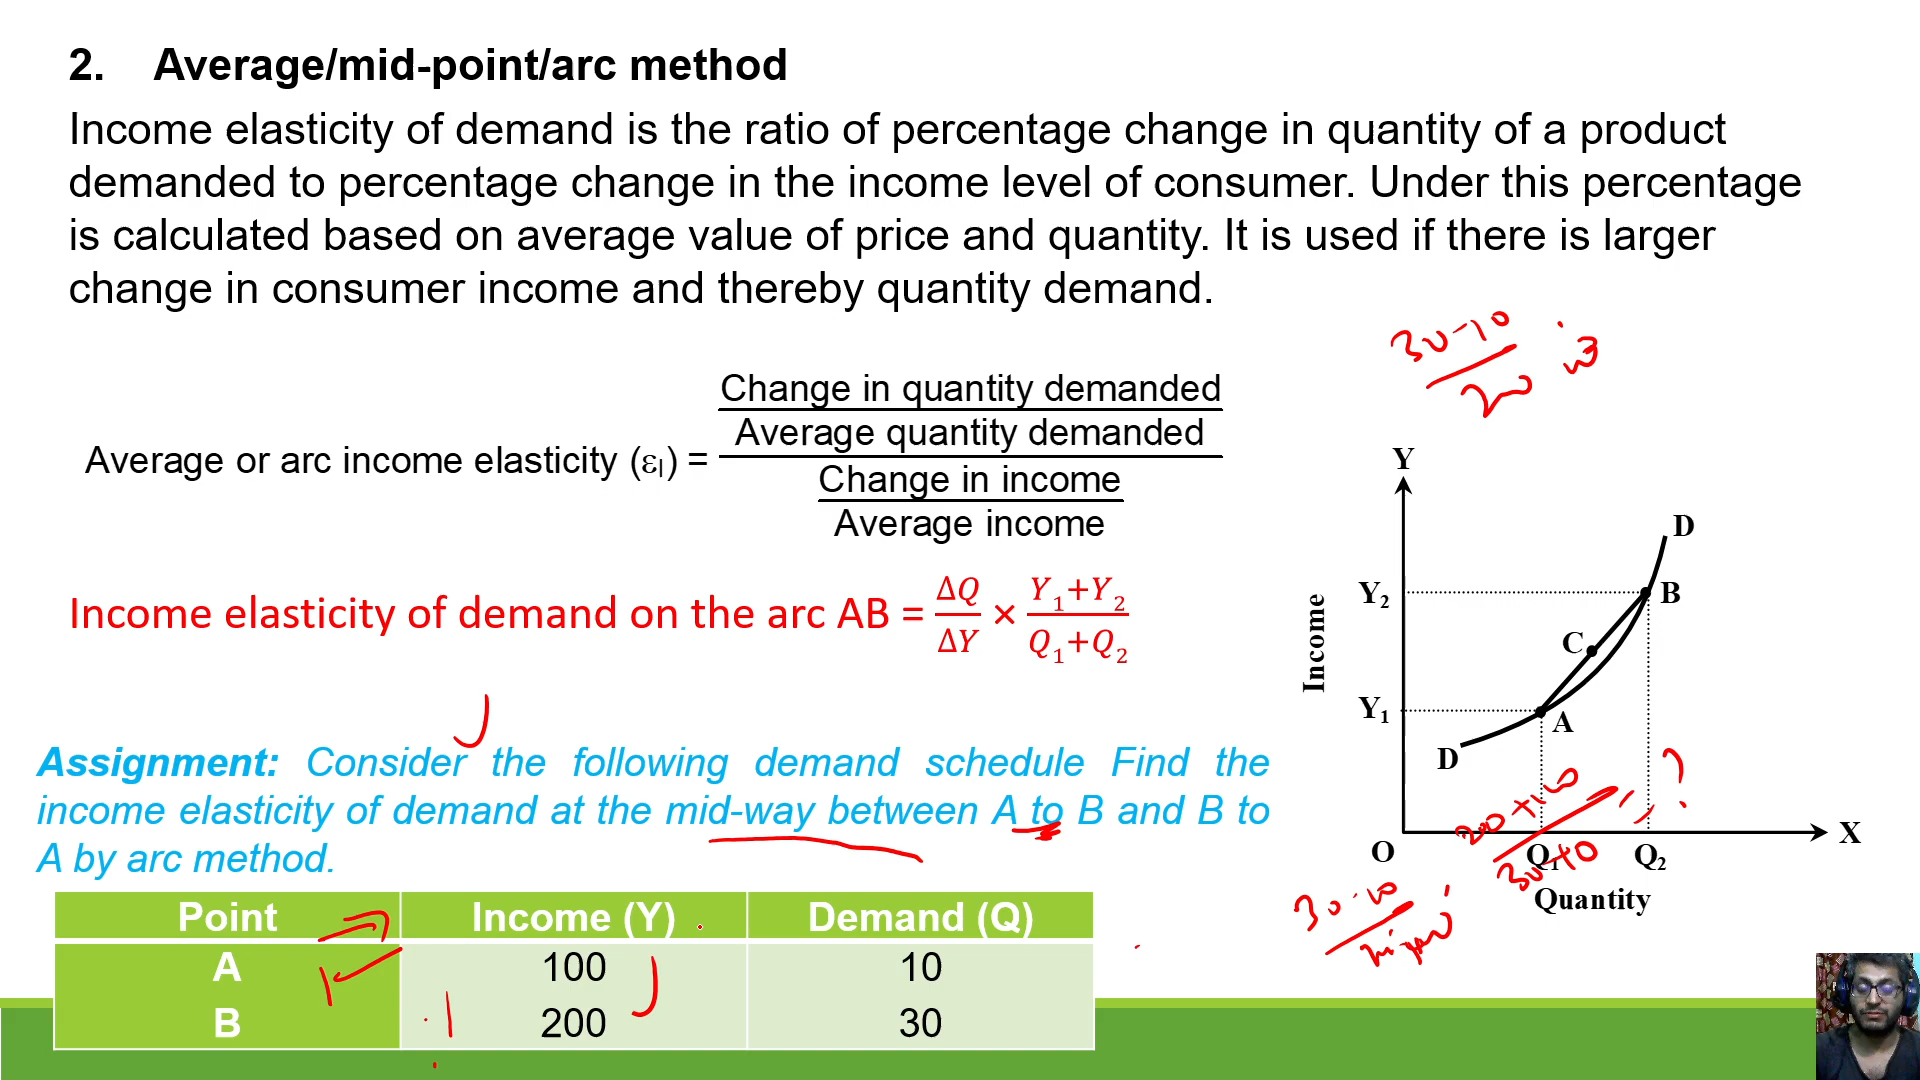 2. Average/mid-point/arc method
Income elasticity of demand is the ratio of percentage change in quantity of a product
demanded to percentage change in the income level of consumer. Under this percentage
is calculated based on average value of price and quantity. It is used if there is larger
change in consumer income and thereby quantity demand.
30-10
Change in quantity demanded
Average quantity demanded
Average or arc income elasticity (εI) =
Change in income
Average income
Income elasticity of demand on the arc AB = ΔQ/ΔY × Y1+Y2/Q1+Q2
Y
D
Y2
B
Income
C
Y1
A
D
O
Q1
Q2
X
Quantity
200+100
30+10
?
30-10
Assignment: Consider the following demand schedule Find the
income elasticity of demand at the mid-way between A to B and B to
A by arc method.
Point Income (Y) Demand (Q)
A 100 10
B 200 30